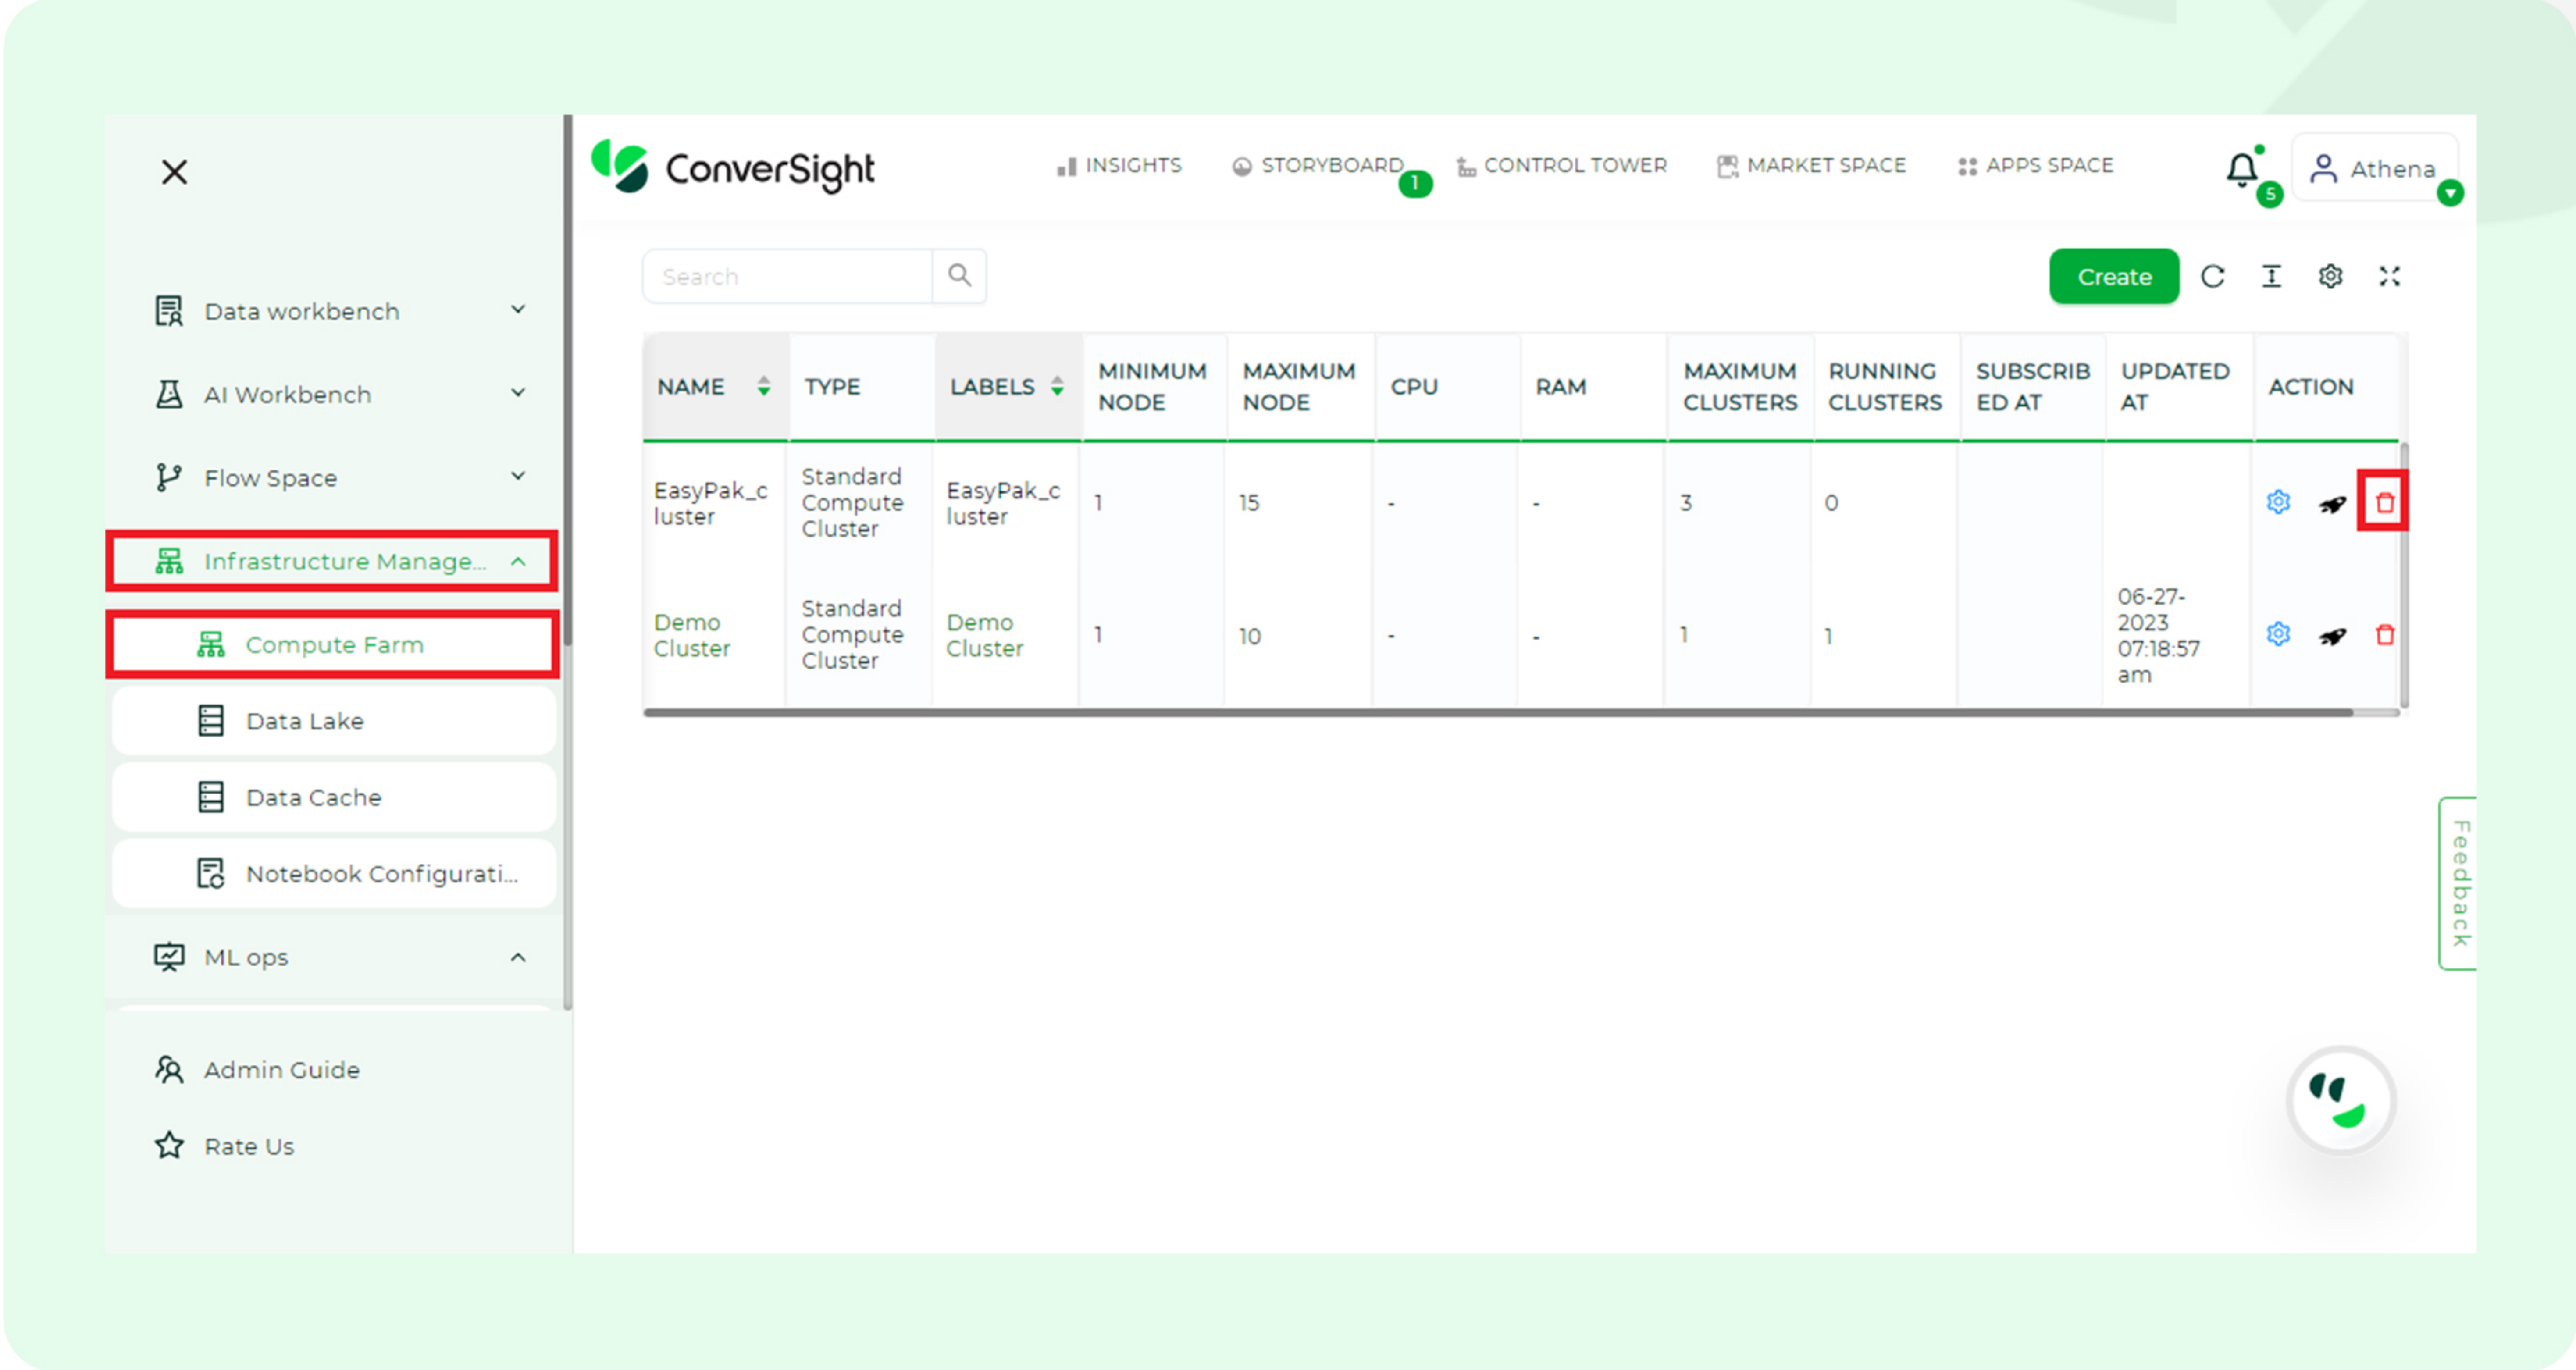 ConverSight
INSIGHTS
STORYBOARD
1
CONTROL TOWER
MARKET SPACE
APPS SPACE
5
Athena
Data workbench
AI Workbench
Flow Space
Infrastructure Manage...
Compute Farm
Data Lake
Data Cache
Notebook Configurati...
ML ops
Admin Guide
Rate Us
Search
Create
NAME
TYPE
LABELS
MINIMUM
NODE
MAXIMUM
NODE
CPU
RAM
MAXIMUM
CLUSTERS
RUNNING
CLUSTERS
SUBSCRIB
ED AT
UPDATED
AT
ACTION
EasyPak_c
luster
Standard
Compute
Cluster
EasyPak_c
luster
1
15
-
-
3
0
Demo
Cluster
Standard
Compute
Cluster
Demo
Cluster
1
10
-
-
1
1
06-27-
2023
07:18:57
am
Feedback